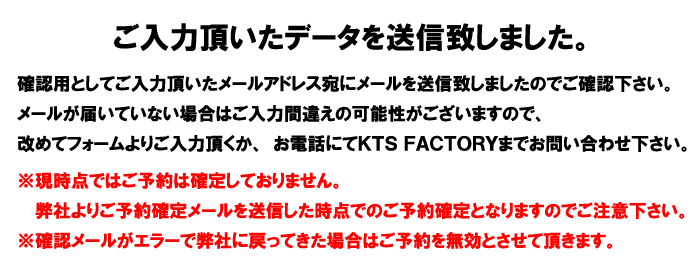 ご入力頂いたデータを送信致しました。
確認用としてご入力頂いたメールアドレス宛にメールを送信致しましたのでご確認下さい。
メールが届いていない場合はご入力間違えの可能性がございますので、
改めてフォームよりご入力頂くか、お電話にてKTS FACTORYまでお問い合わせ下さい。
※現時点ではご予約は確定しておりません。
弊社よりご予約確定メールを送信した時点でのご予約確定となりますのでご注意下さい。
※確認メールがエラーで弊社に戻ってきた場合はご予約を無効とさせて頂きます。